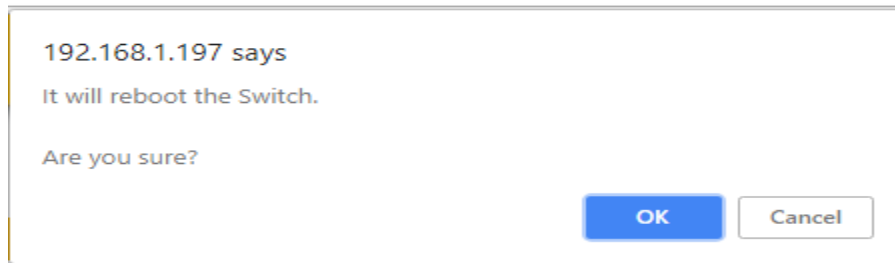 192.168.1.197 says
It will reboot the Switch.
Are you sure?
OK
Cancel